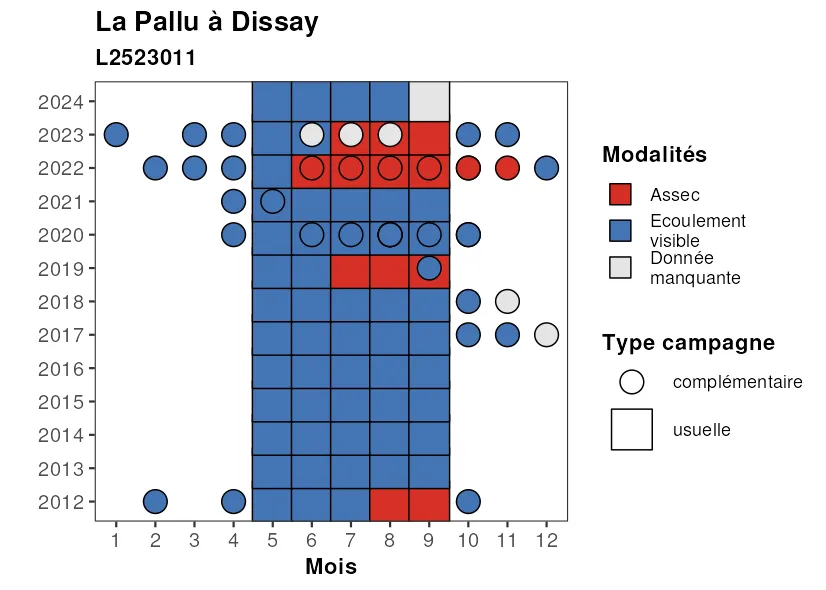 La Pallu à Dissay
L2523011
2024
2023
2022
2021
2020
2019
2018
2017
2016
2015
2014
2013
2012
1 2 3 4 5 6 7 8 9 10 11 12
Mois
Modalités
Assec
Ecoulement
visible
Donnée
manquante
Type campagne
complémentaire
usuelle